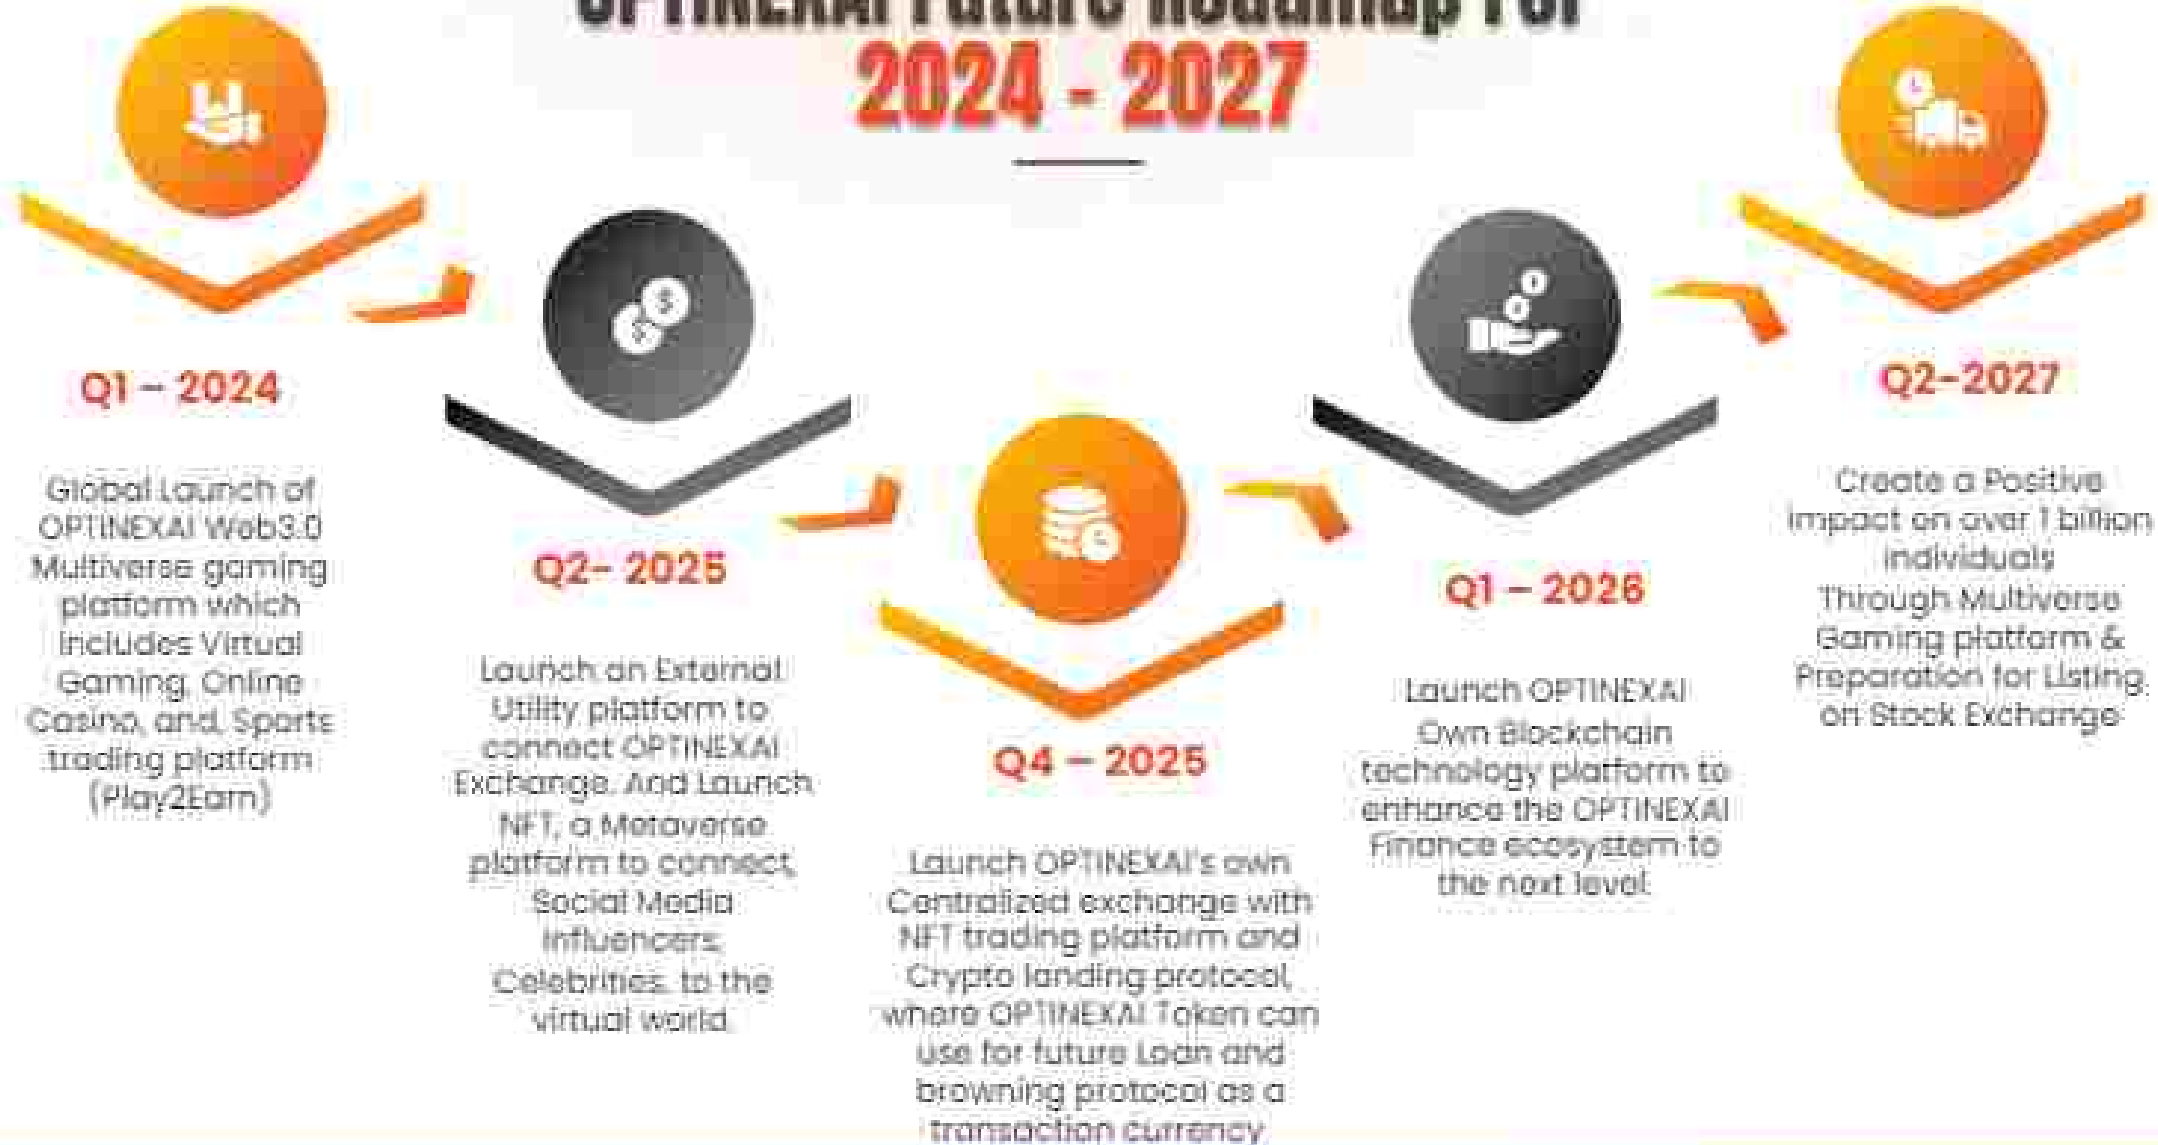 OPTINEXAI Future Roadmap For
2024 - 2027
Q1 - 2024
Global Launch of
OPTINEXAI Web3.0
Multiverse gaming
platform which
includes Virtual
Gaming, Online
Casino, and, Sports
trading platform
(Play2Earn)
Q2- 2025
Launch an External
Utility platform to
connect OPTINEXAI
Exchange. And Launch
NFT, a Metaverse
platform to connect,
Social Media
Influencers,
Celebrities, to the
virtual world.
Q4 - 2025
Launch OPTINEXAI's own
Centralized exchange with
NFT trading platform and
Crypto landing protocol,
where OPTINEXAI Token can
use for future Loan and
browning protocol as a
transaction currency
Q1 - 2026
Launch OPTINEXAI
Own Blockchain
technology platform to
enhance the OPTINEXAI
Finance ecosystem to
the next level.
Q2-2027
Create a Positive
impact on over 1 billion
individuals
Through Multiverse
Gaming platform &
Preparation for Listing
on Stock Exchange